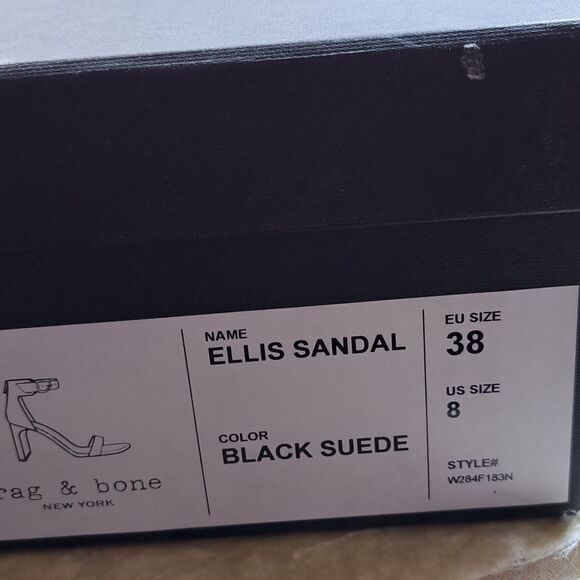 rag & bone
NEW YORK
NAME
ELLIS SANDAL
COLOR
BLACK SUEDE
EU SIZE
38
US SIZE
8
STYLE#
W284F183N